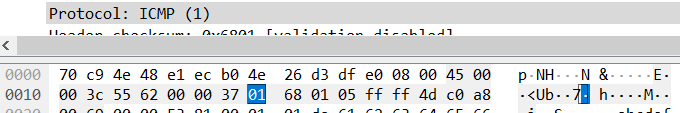 Protocol: ICMP (1)
Header checksum: 0x6801 [validation disabled]
0000 70 c9 4e 48 e1 ec b0 4e 26 d3 df e0 08 00 45 00 p·NH···N &·····E·
0010 00 3c 55 62 00 00 37 01 68 01 05 ff ff 4d c0 a8 ·<Ub··7· h····M··